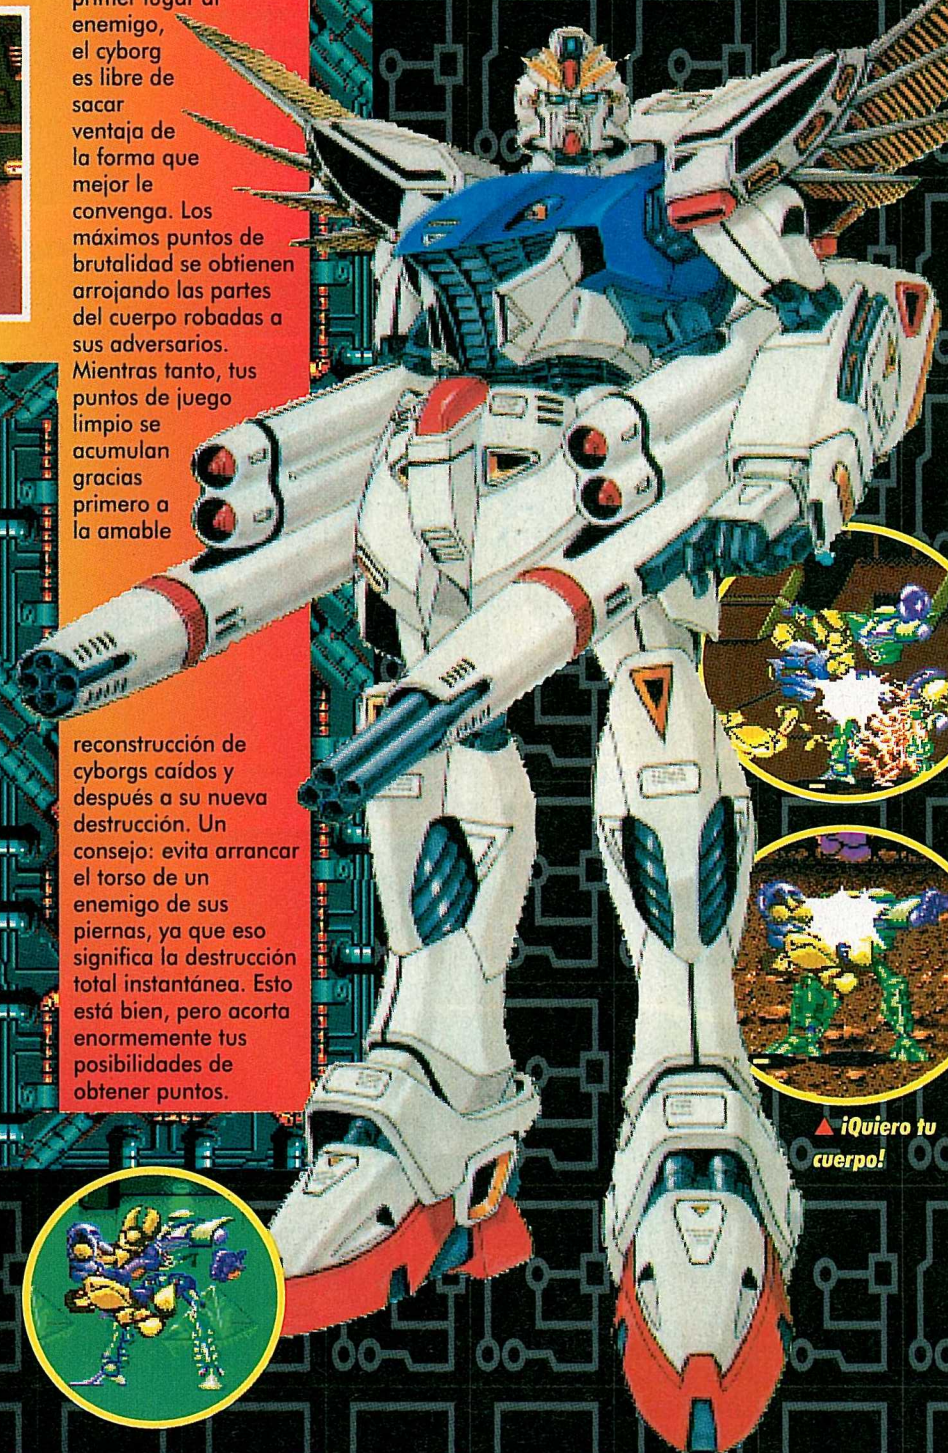 primer lugar al
enemigo,
el cyborg
es libre de
sacar
ventaja de
la forma que
mejor le
convenga. Los
máximos puntos de
brutalidad se obtienen
arrojando las partes
del cuerpo robadas a
sus adversarios.
Mientras tanto, tus
puntos de juego
limpio se
acumulan
gracias
primero a
la amable
reconstrucción de
cyborgs caídos y
después a su nueva
destrucción. Un
consejo: evita arrancar
el torso de un
enemigo de sus
piernas, ya que eso
significa la destrucción
total instantánea. Esto
está bien, pero acorta
enormemente tus
posibilidades de
obtener puntos.
▲ ¡Quiero tu
cuerpo!